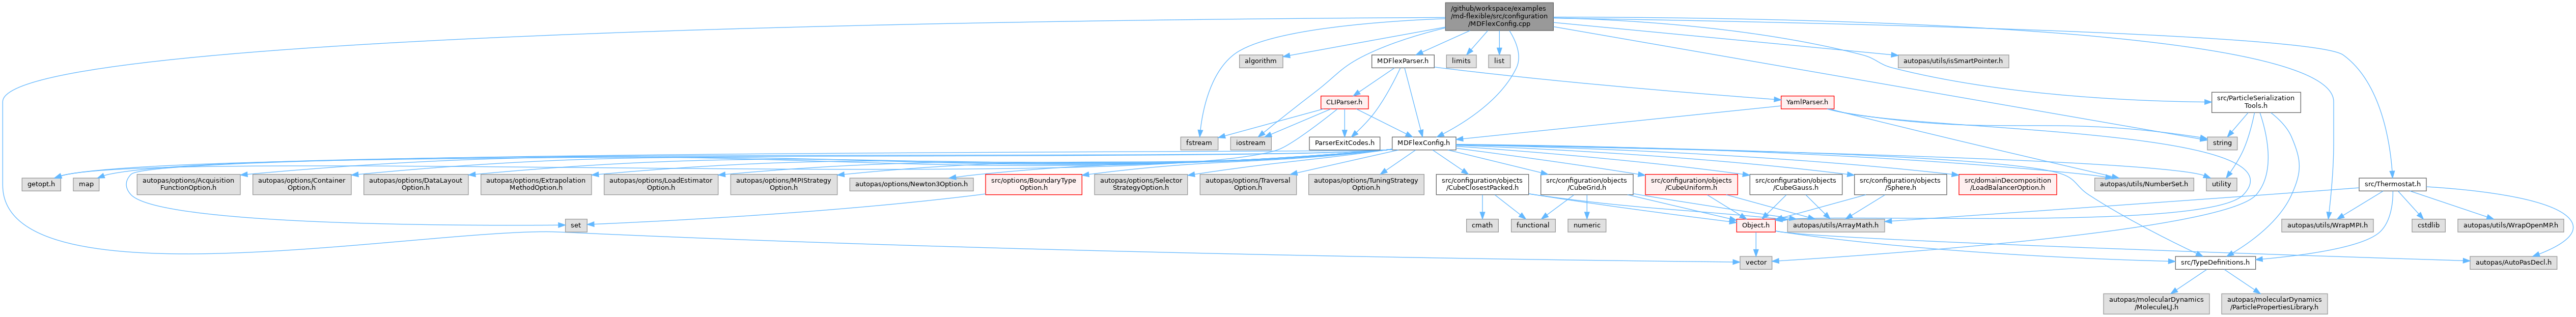 /github/workspace/examples
/md-flexible/src/configuration
/MDFlexConfig.cpp
algorithm
MDFlexParser.h
limits
list
autopas/utils/isSmartPointer.h
CLIParser.h
YamlParser.h
src/ParticleSerialization
Tools.h
fstream
iostream
ParserExitCodes.h
MDFlexConfig.h
string
getopt.h
map
autopas/options/Acquisition
FunctionOption.h
autopas/options/Container
Option.h
autopas/options/DataLayout
Option.h
autopas/options/Extrapolation
MethodOption.h
autopas/options/LoadEstimator
Option.h
autopas/options/MPIStrategy
Option.h
autopas/options/Newton3Option.h
src/options/BoundaryType
Option.h
autopas/options/Selector
StrategyOption.h
autopas/options/Traversal
Option.h
autopas/options/TuningStrategy
Option.h
src/configuration/objects
/CubeClosestPacked.h
src/configuration/objects
/CubeGrid.h
src/configuration/objects
/CubeUniform.h
src/configuration/objects
/CubeGauss.h
src/configuration/objects
/Sphere.h
src/domainDecomposition
/LoadBalancerOption.h
autopas/utils/NumberSet.h
utility
src/Thermostat.h
set
cmath
functional
numeric
Object.h
autopas/utils/ArrayMath.h
autopas/utils/WrapMPI.h
cstdlib
autopas/utils/WrapOpenMP.h
vector
src/TypeDefinitions.h
autopas/AutoPasDecl.h
autopas/molecularDynamics
/MoleculeLJ.h
autopas/molecularDynamics
/ParticlePropertiesLibrary.h